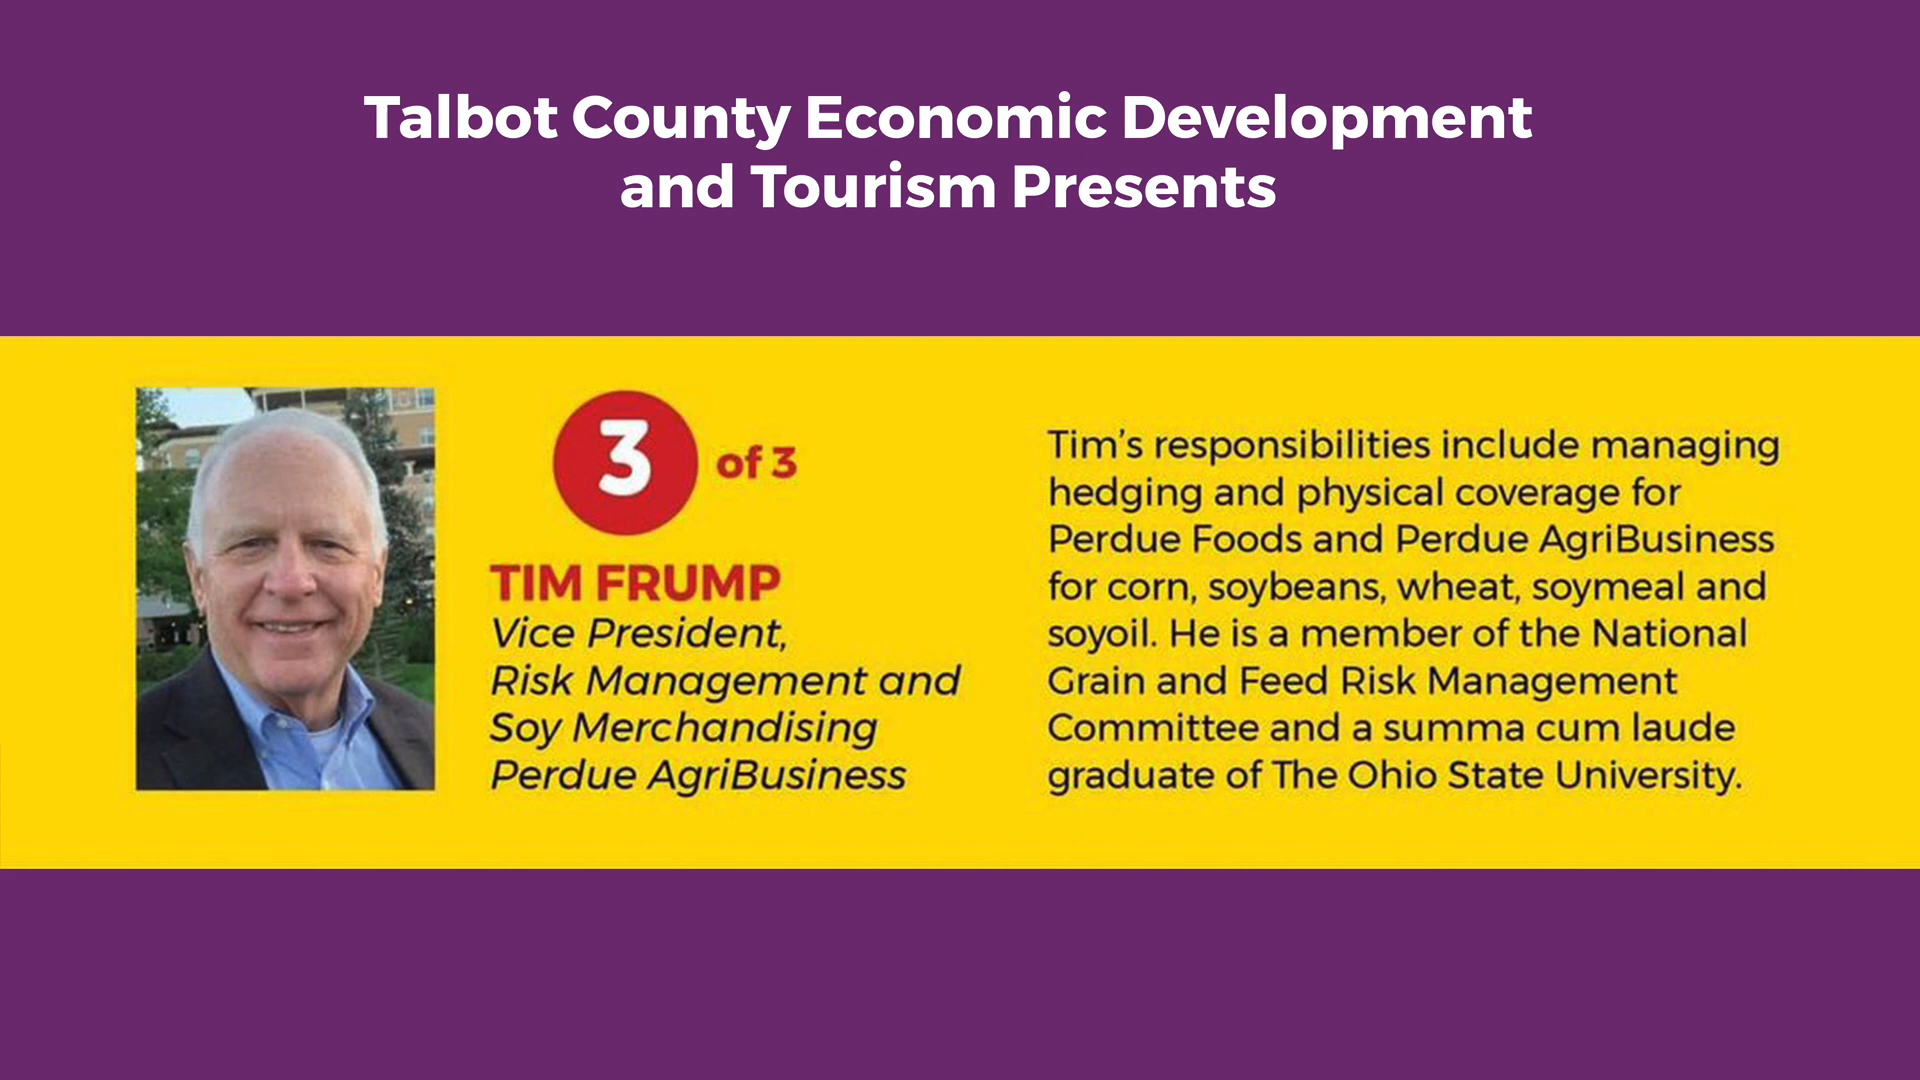 Talbot County Economic Development
and Tourism Presents
3 of 3
TIM FRUMP
Vice President,
Risk Management and
Soy Merchandising
Perdue AgriBusiness
Tim's responsibilities include managing
hedging and physical coverage for
Perdue Foods and Perdue AgriBusiness
for corn, soybeans, wheat, soymeal and
soyoil. He is a member of the National
Grain and Feed Risk Management
Committee and a summa cum laude
graduate of The Ohio State University.